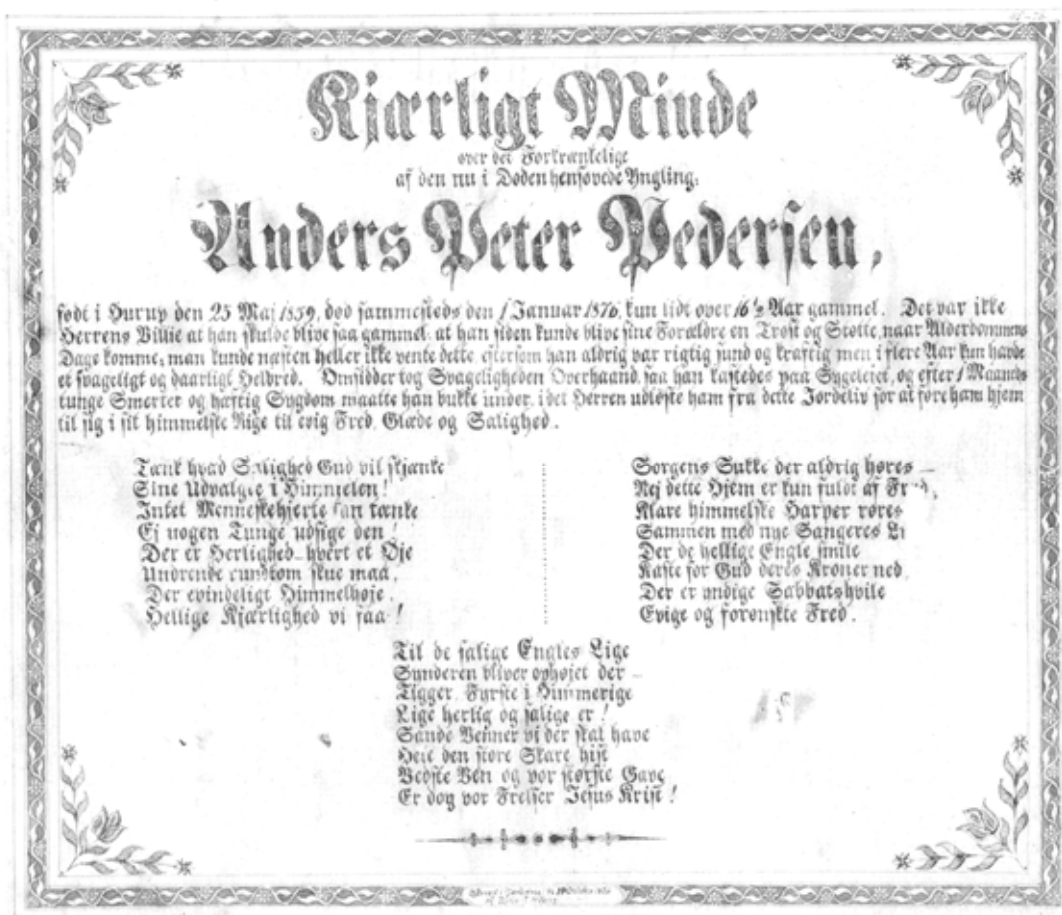 Kjærligt Minde
over det Forkrænkelige
af den nu i Døden hensovede Yngling,
Anders Peter Pedersen,
født i Hurup den 25 Maj 1859, død sammesteds den 1 Januar 1876, kun lidt over 16½ Aar gammel. Det var ikke
Herrens Villie at han skulde blive saa gammel, at han siden kunde blive sine Forældre en Trøst og Støtte, naar Alderdommens
Dage komme; man kunde næsten heller ikke vente dette eftersom han aldrig var rigtig sund og kraftig men i flere Aar kun havde
et svageligt og daarligt Helbred. Omsidder tog Svageligheden Overhaand, saa han kastedes paa Sygeleiet, og efter 1 Maaneds
tunge Smerter og hæftig Sygdom maatte han bukke under, idet Herren udløste ham fra dette Jordeliv for at føre ham hjem
til sig i sit himmelske Rige til evig Fred, Glæde og Salighed.
Tænk hvad Salighed Gud vil skjænke
Sine Udvalgte i Himmelen!
Intet Menneskehjerte kan tænke
Ej nogen Tunge udsige den!
Der er Herlighed – hvert et Øje
Undrende rundtom skue maa,
Der evindeligt Himmelhøje,
Hellige Kjærlighed vi faa!
Sorgens Sukke der aldrig høres –
Nej dette Hjem er kun fuldt af Fred,
Klare himmelske Harper røres
Sammen med nye Sangeres
Der de hellige Engle smile
Kaste for Gud deres Kroner ned,
Der er yndige Sabbatshvile
Evige og forønskte Fred.
Til de salige Engles Lige
Synderen bliver ophøjet der –
Tigger, Fyrste i Himmerige
Lige herlig og salige er!
Sande Venner vi der skal have
Hele den store Skare hist
Bedste Ven og vor største Gave
Er dog vor Frelser Jesus Krist!